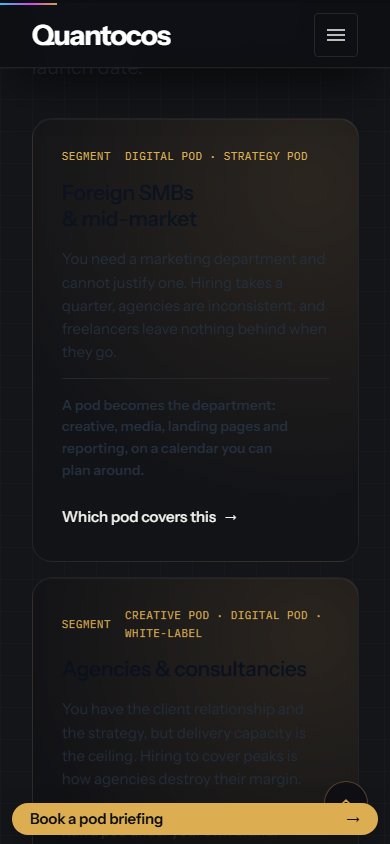 Quantocos
launch date.
SEGMENT DIGITAL POD · STRATEGY POD
Foreign SMBs
& mid-market
You need a marketing department and
cannot justify one. Hiring takes a
quarter, agencies are inconsistent, and
freelancers leave nothing behind when
they go.
A pod becomes the department:
creative, media, landing pages and
reporting, on a calendar you can
plan around.
Which pod covers this →
SEGMENT CREATIVE POD · DIGITAL POD ·
WHITE-LABEL
Agencies & consultancies
You have the client relationship and
the strategy, but delivery capacity is
the ceiling. Hiring to cover peaks is
how agencies destroy their margin.
Book a pod briefing →